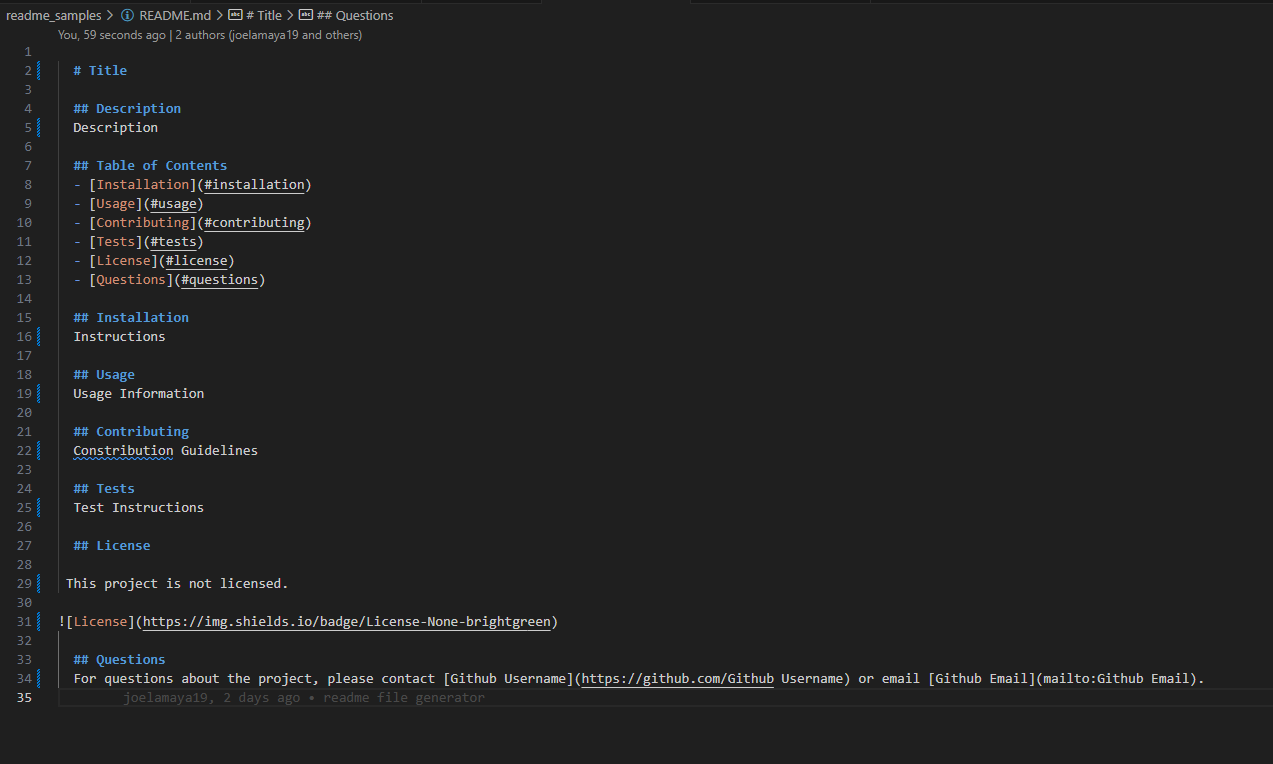 readme_samples > README.md > # Title > ## Questions
You, 59 seconds ago | 2 authors (joelamaya19 and others)
1
2 # Title
3
4 ## Description
5 Description
6
7 ## Table of Contents
8 - [Installation](#installation)
9 - [Usage](#usage)
10 - [Contributing](#contributing)
11 - [Tests](#tests)
12 - [License](#license)
13 - [Questions](#questions)
14
15 ## Installation
16 Instructions
17
18 ## Usage
19 Usage Information
20
21 ## Contributing
22 Constribution Guidelines
23
24 ## Tests
25 Test Instructions
26
27 ## License
28
29 This project is not licensed.
30
31 ![License](https://img.shields.io/badge/License-None-brightgreen)
32
33 ## Questions
34 For questions about the project, please contact [Github Username](https://github.com/Github Username) or email [Github Email](mailto:Github Email).
35 joelamaya19, 2 days ago • readme file generator